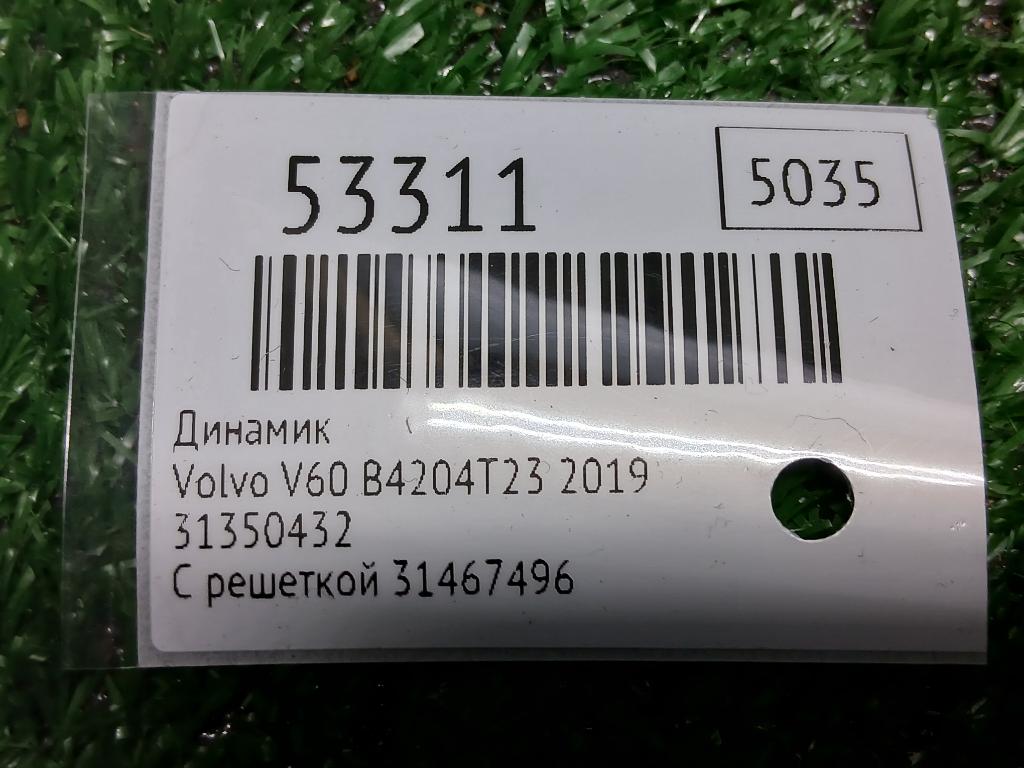 53311
5035
Динамик
Volvo V60 B4204T23 2019
31350432
С решеткой 31467496